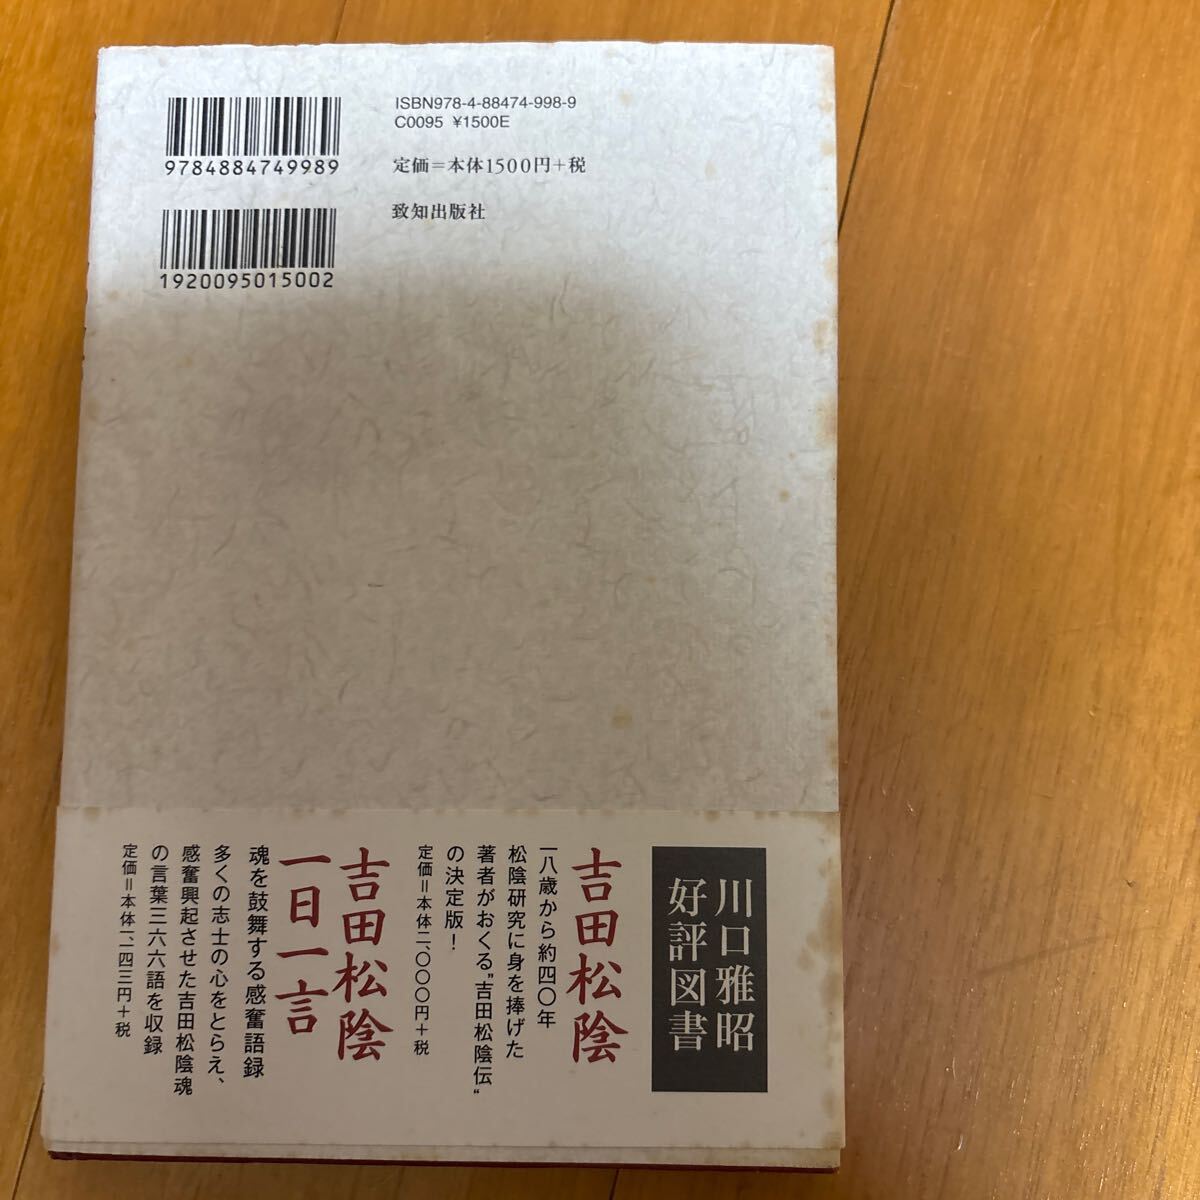 ISBN978-4-88474-998-9
C0095 ¥1500E
9784884749989
定価＝本体1500円＋税
致知出版社
1920095015002
川口雅昭
好評図書
吉田松陰
一八歳から約四〇年
松陰研究に身を捧げた
著者がおくる〝吉田松陰伝〟
の決定版！
定価＝本体二、〇〇〇円＋税
吉田松陰
一日一言
魂を鼓舞する感奮語録
多くの志士の心をとらえ、
感奮興起させた吉田松陰魂
の言葉三六六語を収録
定価＝本体一、一四三円＋税